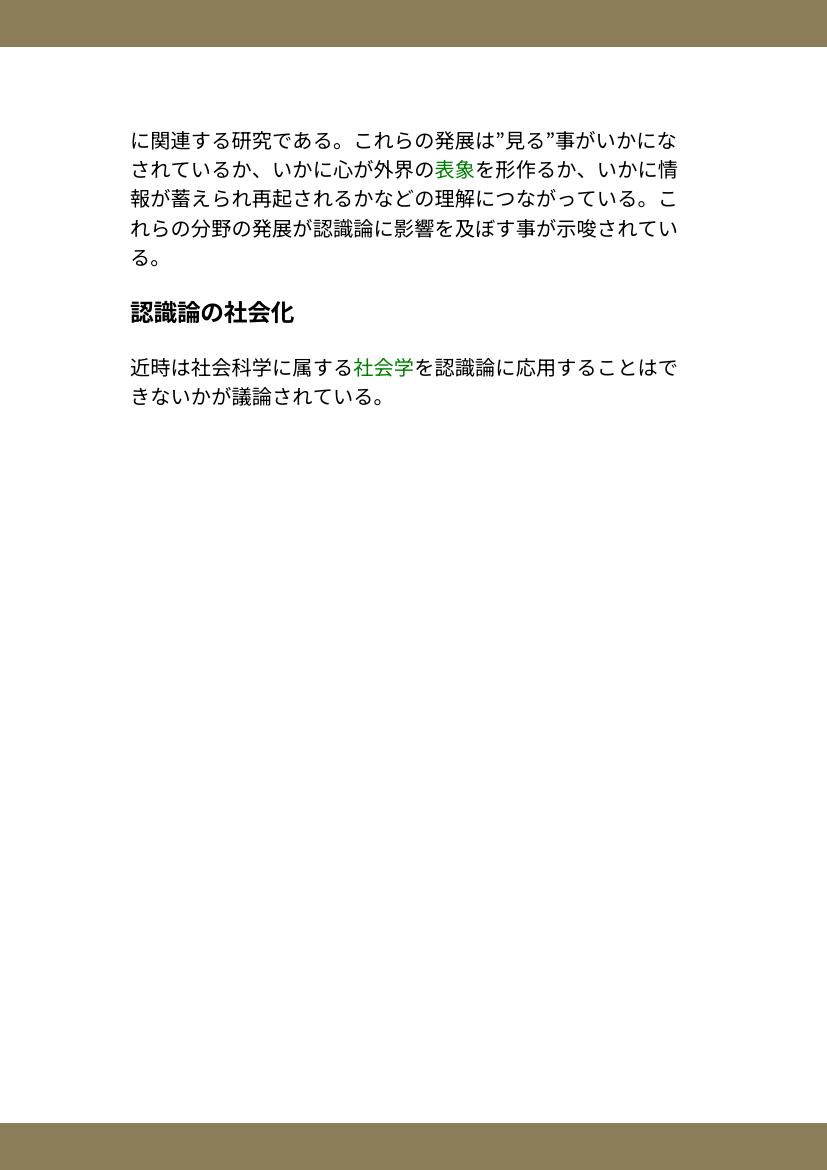 に関連する研究である。これらの発展は”見る”事がいかにな
されているか、いかに心が外界の表象を形作るか、いかに情
報が蓄えられ再起されるかなどの理解につながっている。こ
れらの分野の発展が認識論に影響を及ぼす事が示唆されてい
る。
認識論の社会化
近時は社会科学に属する社会学を認識論に応用することはで
きないかが議論されている。